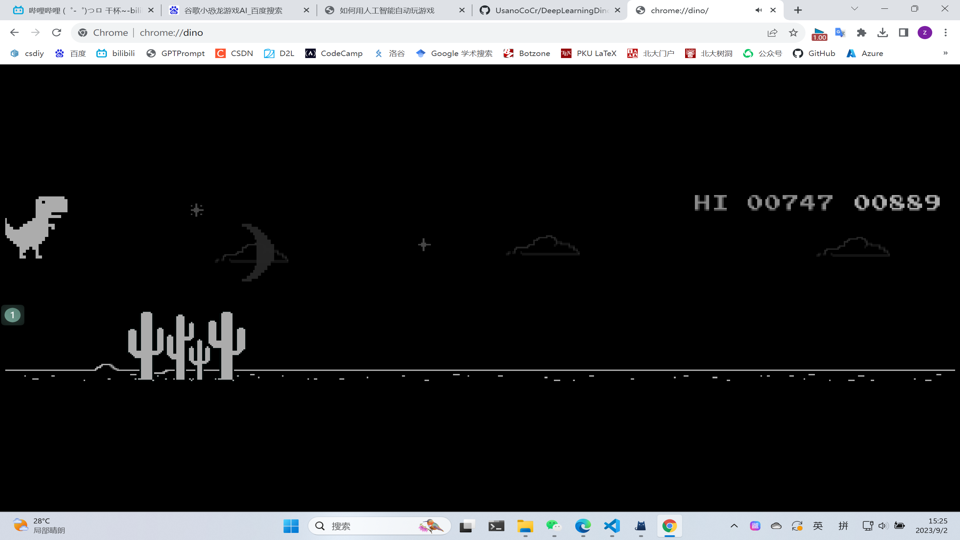 哔哩哔哩 (゜-゜)つロ 干杯~-bili
谷歌小恐龙游戏AI_百度搜索
如何用人工智能自动玩游戏
UsanoCoCr/DeepLearningDin
chrome://dino/
Chrome | chrome://dino
1.00
z
csdiy
百度
bilibili
GPTPrompt
CSDN
D2L
CodeCamp
洛谷
Google 学术搜索
Botzone
PKU LaTeX
北大门户
北大树洞
公众号
GitHub
Azure
»
HI 00747 00889
1
28°C
局部晴朗
搜索
英
拼
15:25
2023/9/2